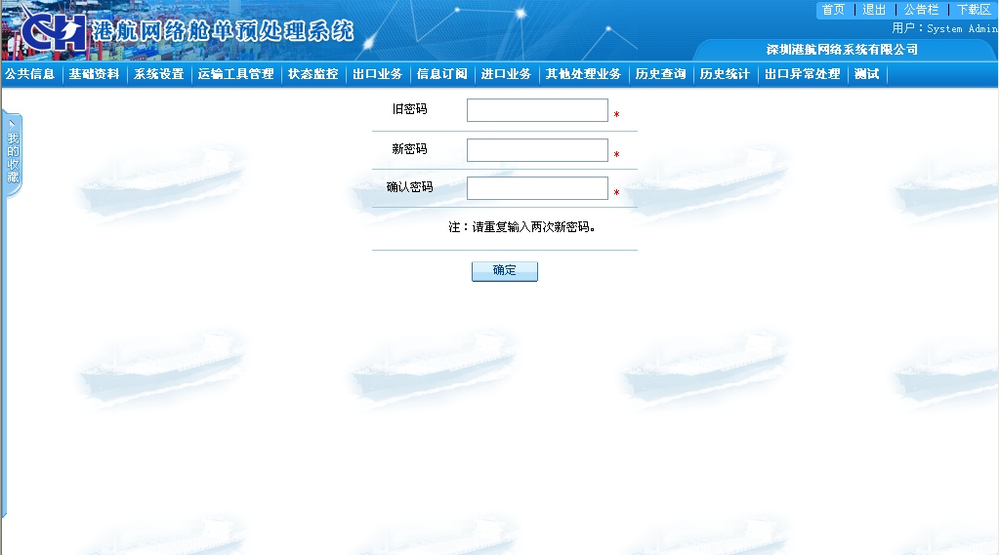 首页 退出 公告栏 下载区
CH 港航网络舱单预处理系统
用户：System Admin
深圳港航网络系统有限公司
公共信息 基础资料 系统设置 运输工具管理 状态监控 出口业务 信息订阅 进口业务 其他处理业务 历史查询 历史统计 出口异常处理 测试
旧密码 *
我的收藏
新密码 *
确认密码 *
注：请重复输入两次新密码。
确定